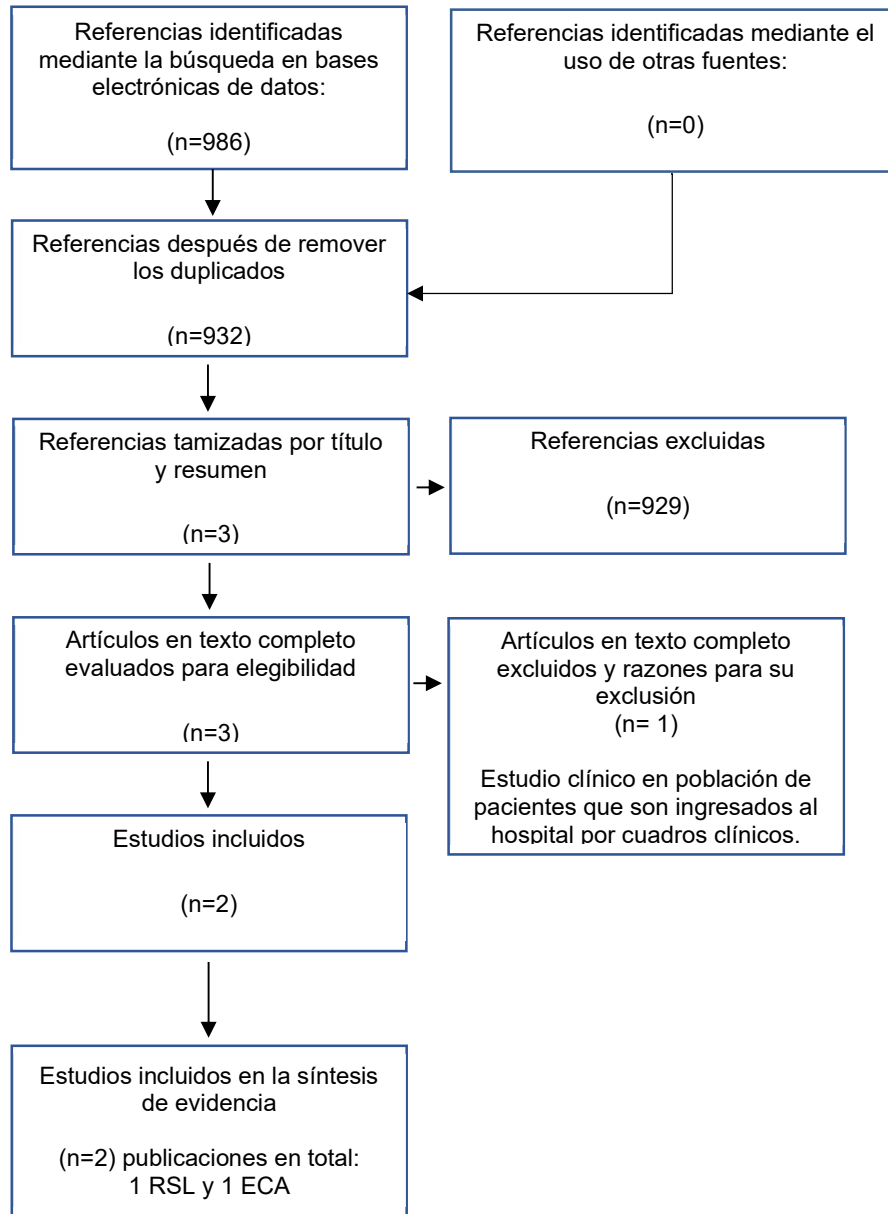 Referencias identificadas
mediante la búsqueda en bases
electrónicas de datos:
(n=986)
Referencias identificadas mediante el
uso de otras fuentes:
(n=0)
Referencias después de remover
los duplicados
(n=932)
Referencias tamizadas por título
y resumen
(n=3)
Referencias excluidas
(n=929)
Artículos en texto completo
evaluados para elegibilidad
(n=3)
Artículos en texto completo
excluidos y razones para su
exclusión
(n= 1)
Estudio clínico en población de
pacientes que son ingresados al
hospital por cuadros clínicos.
Estudios incluidos
(n=2)
Estudios incluidos en la síntesis
de evidencia
(n=2) publicaciones en total:
1 RSL y 1 ECA